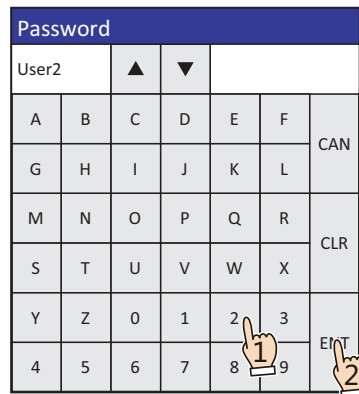 Password
User2 ▲ ▼
A B C D E F
CAN
G H I J K L
M N O P Q R
CLR
S T U V W X
Y Z 0 1 2 3
1
ENT
4 5 6 7 8 9
2